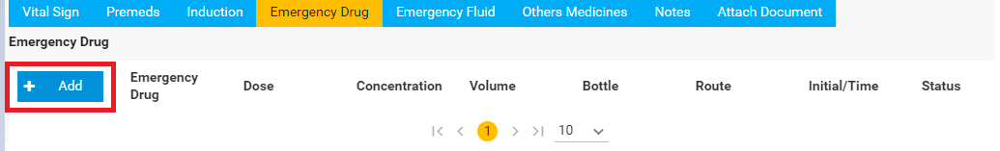 Vital Sign Premeds Induction Emergency Drug Emergency Fluid Others Medicines Notes Attach Document
Emergency Drug
Add Emergency Drug Dose Concentration Volume Bottle Route Initial/Time Status
1 10